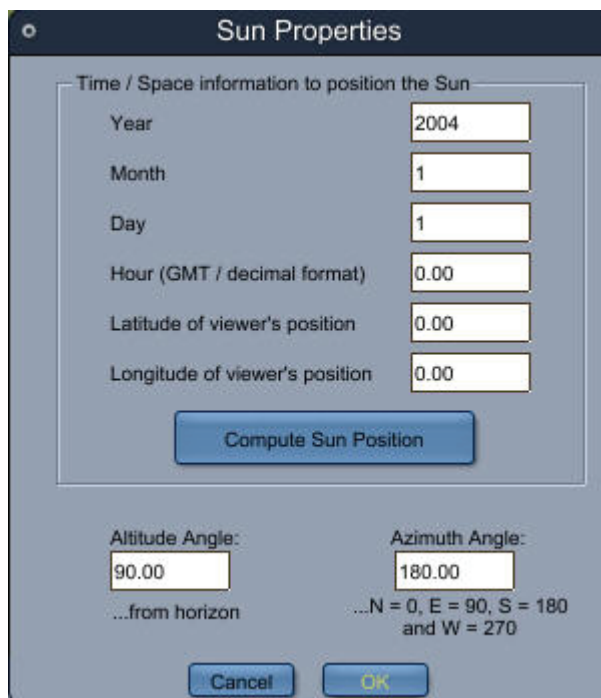 Sun Properties
Time / Space information to position the Sun
Year 2004
Month 1
Day 1
Hour (GMT / decimal format) 0.00
Latitude of viewer's position 0.00
Longitude of viewer's position 0.00
Compute Sun Position
Altitude Angle: Azimuth Angle:
90.00 180.00
...from horizon ...N = 0, E = 90, S = 180
and W = 270
Cancel OK